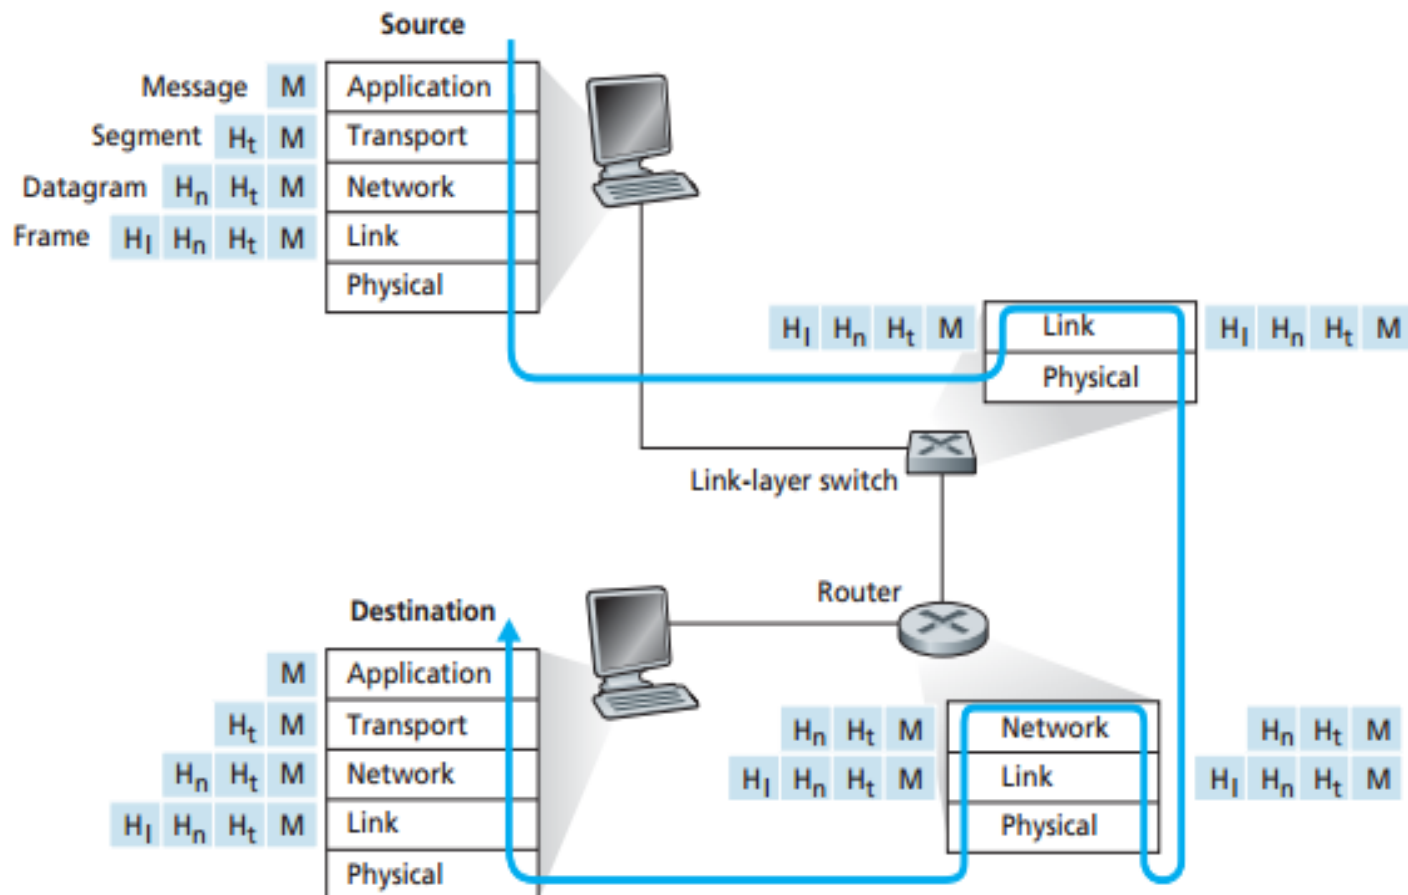 Source
Message M Application
Segment Ht M Transport
Datagram Hn Ht M Network
Frame Hl Hn Ht M Link
Physical
Hl Hn Ht M Link Hl Hn Ht M
Physical
Link-layer switch
Router
Destination
M Application
Ht M Transport
Hn Ht M Network
Hl Hn Ht M Link
Physical
Hn Ht M Network Hn Ht M
Hl Hn Ht M Link Hl Hn Ht M
Physical